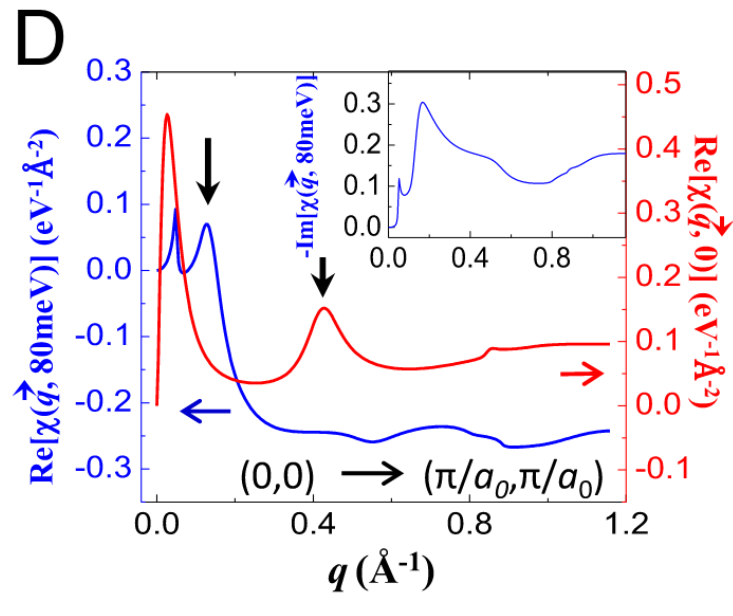 D
Re[χ(q⃗, 80meV)] (eV⁻¹Å⁻²)
0.3
0.2
0.1
0.0
-0.1
-0.2
-0.3
-Im[χ(q⃗, 80meV)]
0.3
0.2
0.1
0.0
0.0 0.4 0.8
0.5
0.4
0.3
0.2
0.1
0.0
-0.1
Re[χ(q⃗, 0)] (eV⁻¹Å⁻²)
(0,0) → (π/a₀,π/a₀)
0.0 0.4 0.8 1.2
q (Å⁻¹)